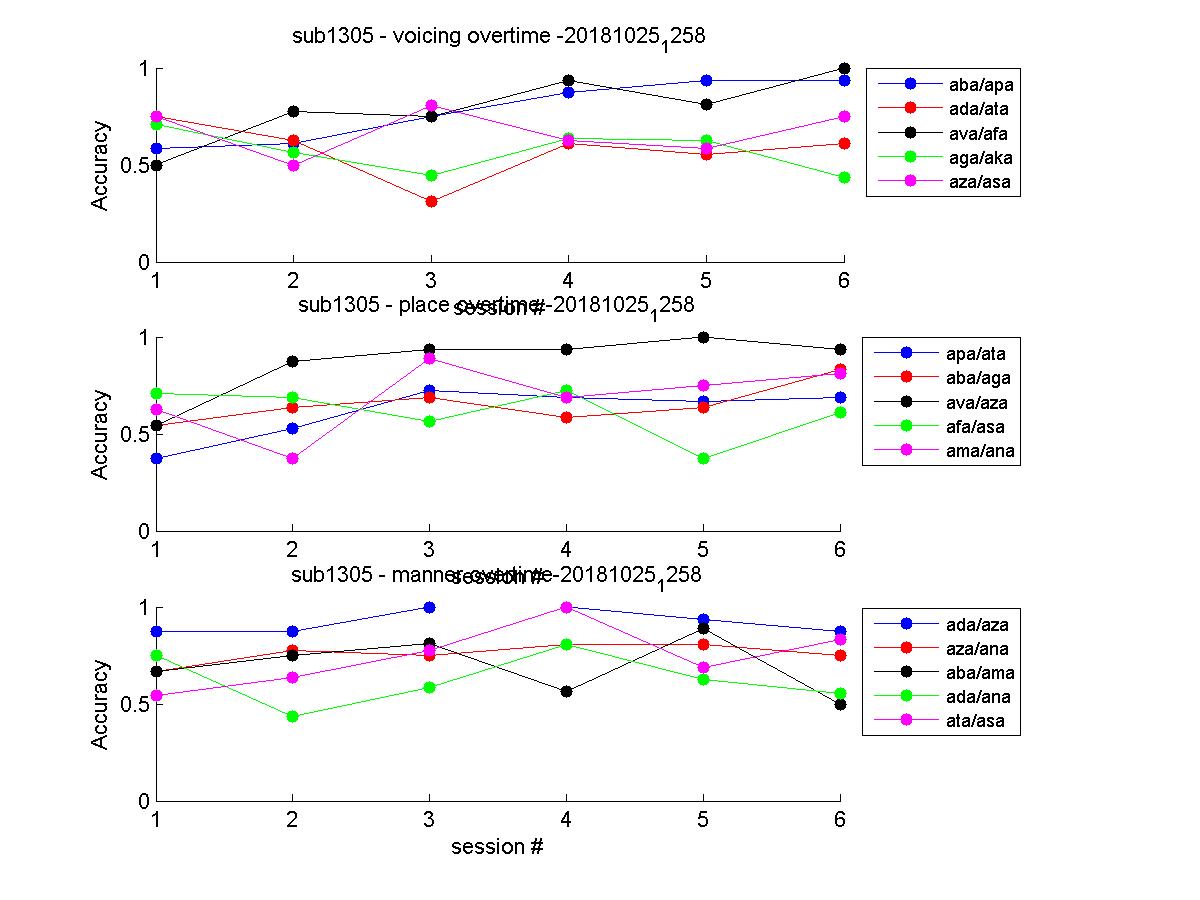 sub1305 - voicing overtime -20181025₁258
1
0.5
0
Accuracy
1 2 3 4 5 6
session #
aba/apa
ada/ata
ava/afa
aga/aka
aza/asa
sub1305 - place overtime -20181025₁258
1
0.5
0
Accuracy
1 2 3 4 5 6
session #
apa/ata
aba/aga
ava/aza
afa/asa
ama/ana
sub1305 - manner overtime-20181025₁258
1
0.5
0
Accuracy
1 2 3 4 5 6
session #
ada/aza
aza/ana
aba/ama
ada/ana
ata/asa